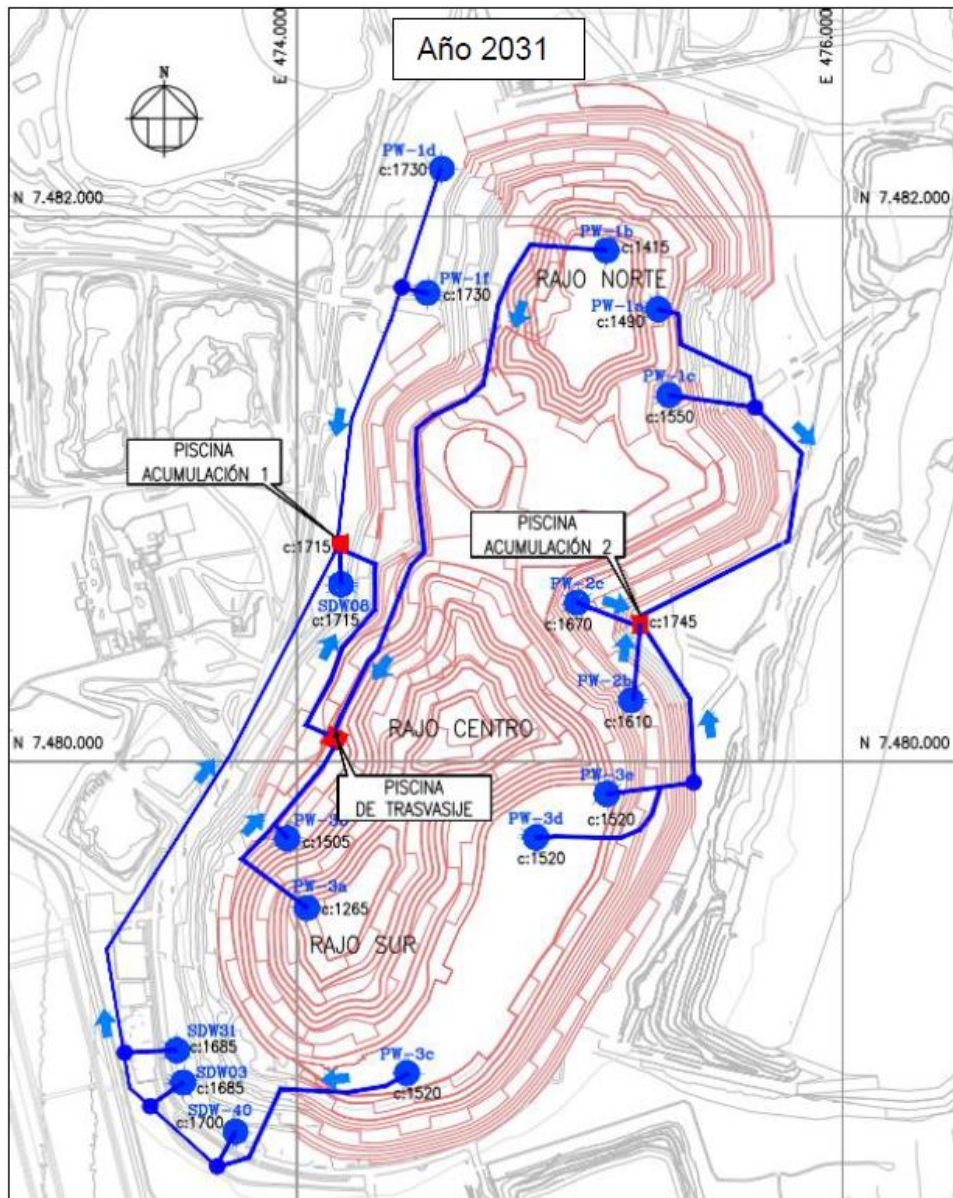 Año 2031
E 474.000
E 476.000
N
PW-1d
c:1730
N 7.482.000
N 7.482.000
PW-1b
c:1415
RAJO NORTE
PW-1f
c:1730
PW-1a
c:1490
PW-1c
c:1550
PISCINA
ACUMULACIÓN 1
PISCINA
ACUMULACIÓN 2
c:1715
SDW08
c:1715
PW-2c
c:1670
c:1745
PW-2b
c:1610
RAJO CENTRO
N 7.480.000
N 7.480.000
PISCINA
DE TRASVASIJE
PW-3e
c:1520
c:1505
PW-3d
c:1520
PW-3a
c:1265
RAJO SUR
SDW31
c:1685
SDW03
c:1685
PW-3c
c:1520
SDW-40
c:1700